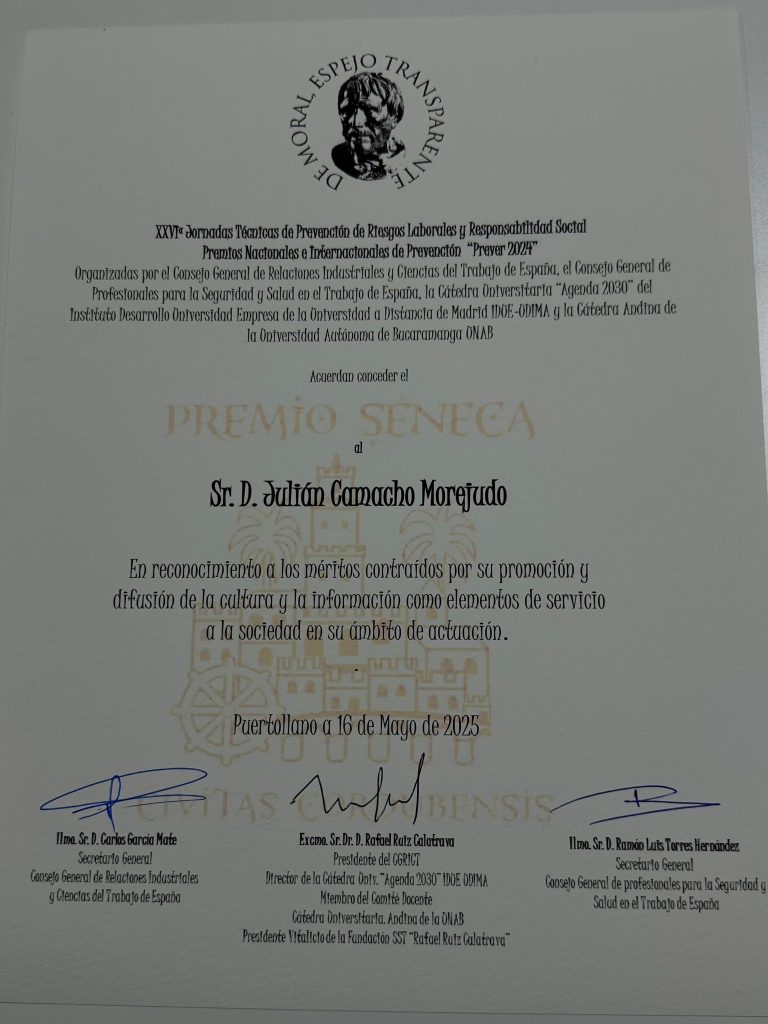 DE MORAL ESPEJO TRANSPARENTE
XXVIª Jornadas Técnicas de Prevención de Riesgos Laborales y Responsabilidad Social
Premios Nacionales e Internacionales de Prevención “Prever 2024”
Organizadas por el Consejo General de Relaciones Industriales y Ciencias del Trabajo de España, el Consejo General de
Profesionales para la Seguridad y Salud en el Trabajo de España, la Cátedra Universitaria “Agenda 2030” del
Instituto Desarrollo Universidad Empresa de la Universidad a Distancia de Madrid IDUE-UDIMA y la Cátedra Andina de
la Universidad Autónoma de Bucaramanga UNAB
Acuerdan conceder el
PREMIO SÉNECA
al
Sr. D. Julián Camacho Morejudo
En reconocimiento a los méritos contraídos por su promoción y
difusión de la cultura y la información como elementos de servicio
a la sociedad en su ámbito de actuación.
.
Puertollano a 16 de Mayo de 2025
CIVITAS CORDUBENSIS
Ilmo. Sr. D. Carlos García Mate
Secretario General
Consejo General de Relaciones Industriales
y Ciencias del Trabajo de España
Excmo. Sr. Dr. D. Rafael Ruiz Calatrava
Presidente del CGRICT
Director de la Cátedra Univ. “Agenda 2030” IDUE UDIMA
Miembro del Comité Docente
Cátedra Universitaria. Andina de la UNAB
Presidente Vitalicio de la Fundación SST “Rafael Ruiz Calatrava”
Ilmo. Sr. D. Ramón Luis Torres Hernández
Secretario General
Consejo General de profesionales para la Seguridad y
Salud en el Trabajo de España